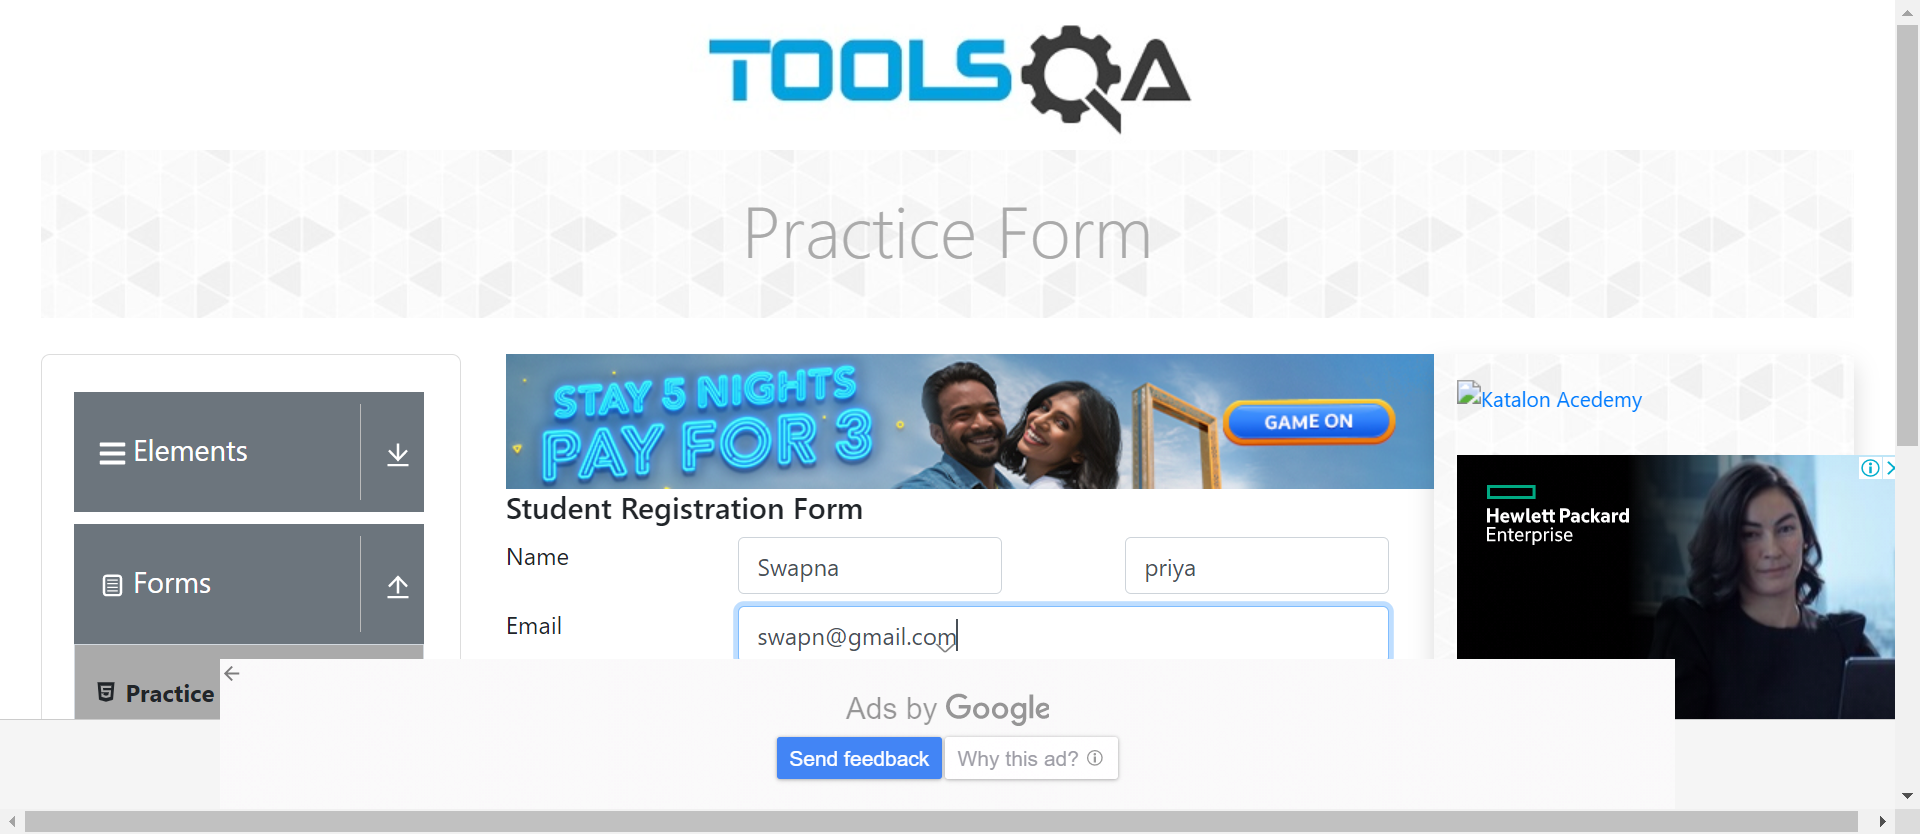 TOOLSQA
Practice Form
Elements
Forms
Practice
STAY 5 NIGHTS
PAY FOR 3
GAME ON
Student Registration Form
Name
Swapna
priya
Email
swapn@gmail.com
Katalon Acedemy
Hewlett Packard
Enterprise
Ads by Google
Send feedback
Why this ad?